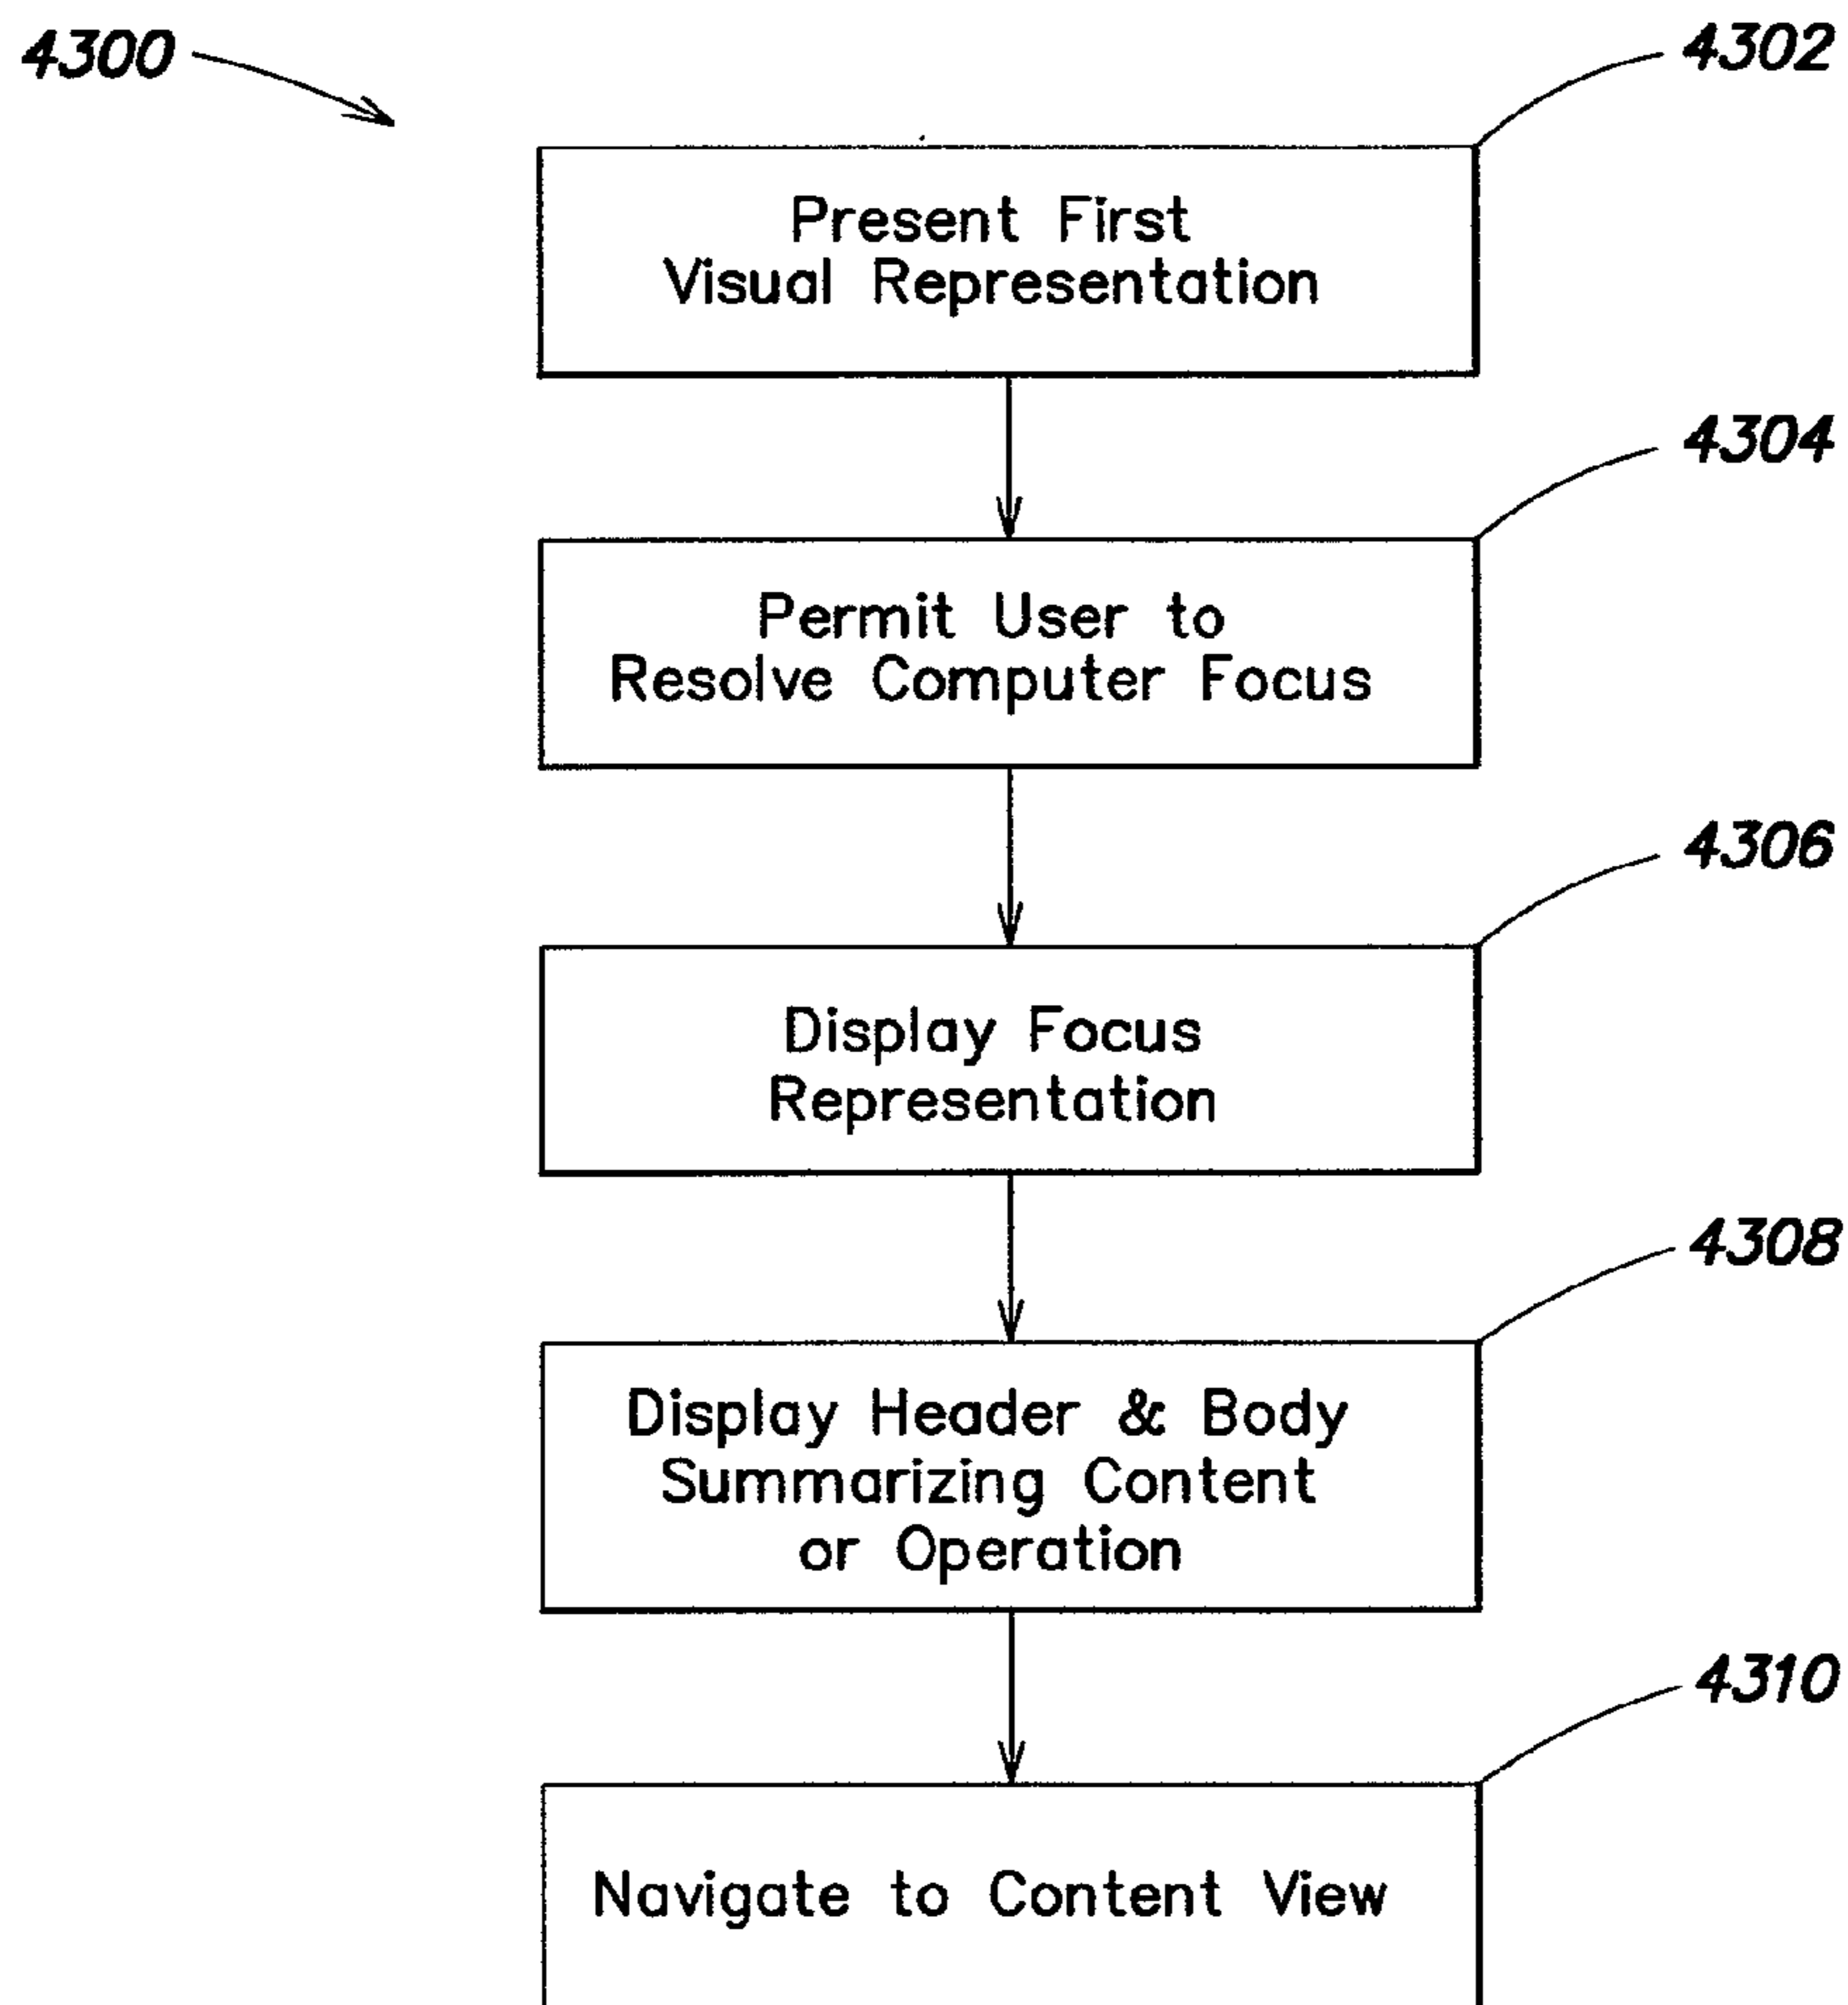 4300
4302
Present First
Visual Representation
4304
Permit User to
Resolve Computer Focus
4306
Display Focus
Representation
4308
Display Header & Body
Summarizing Content
or Operation
4310
Navigate to Content View